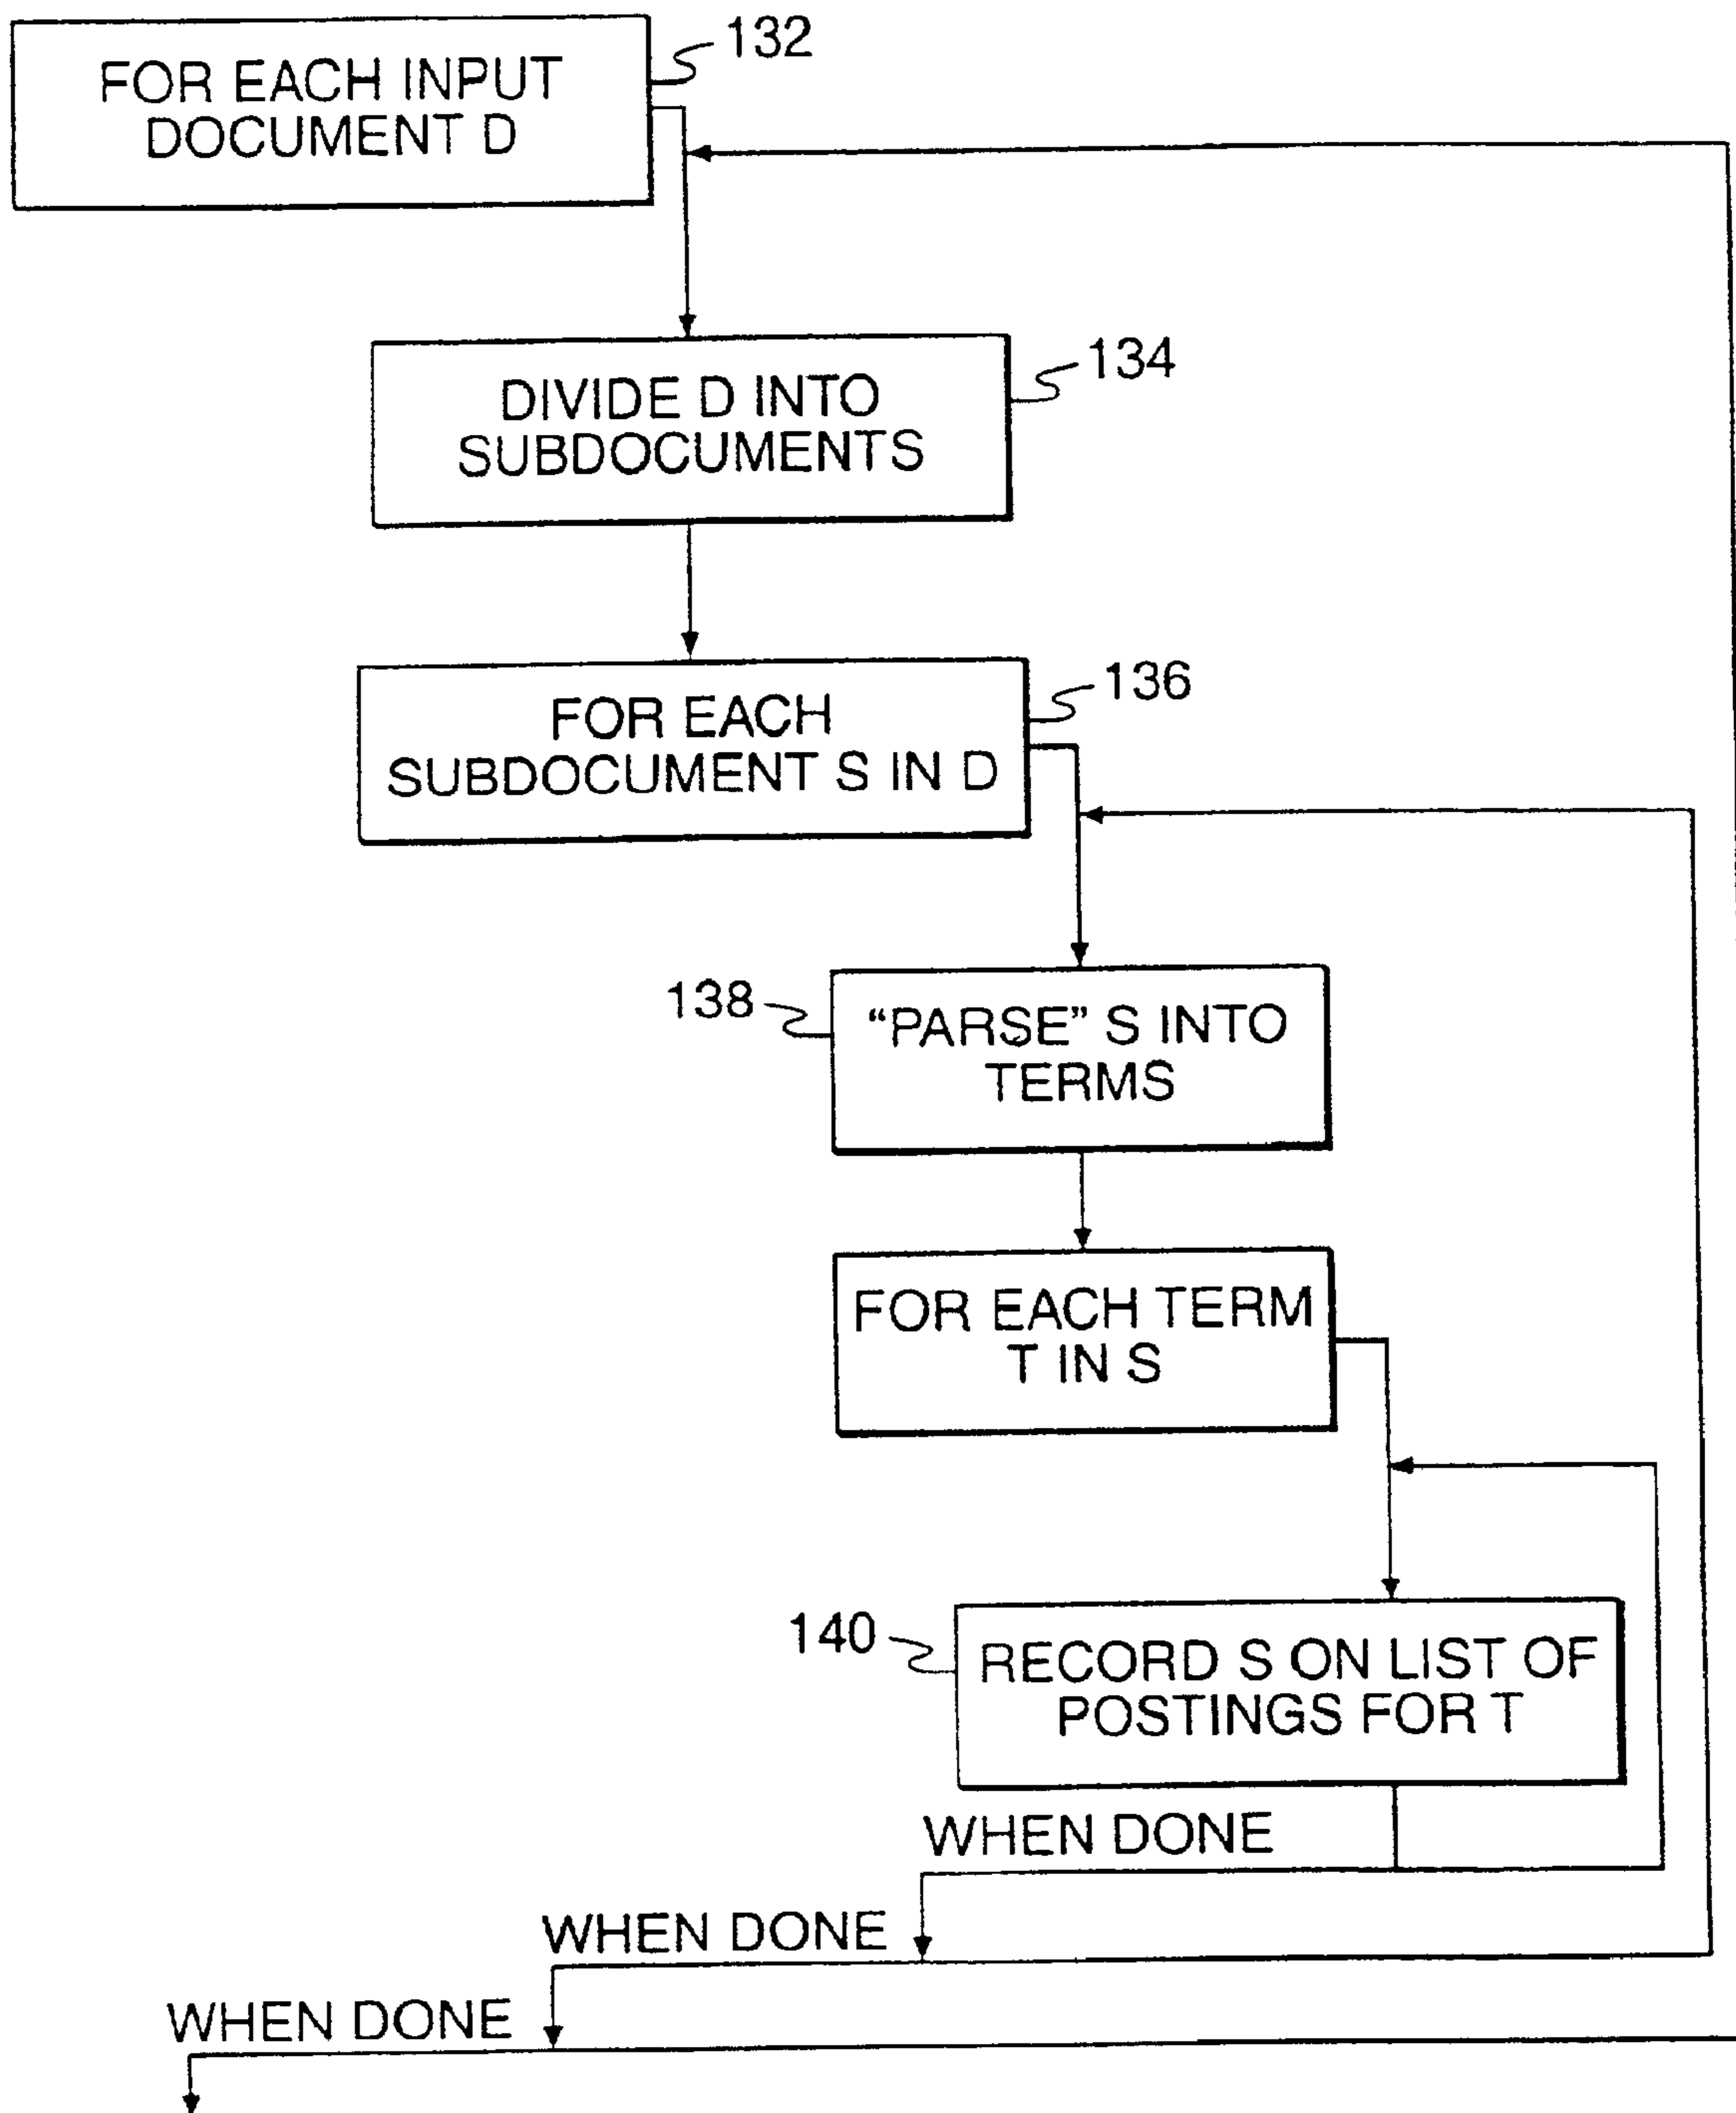 132
FOR EACH INPUT
DOCUMENT D
134
DIVIDE D INTO
SUBDOCUMENTS
136
FOR EACH
SUBDOCUMENT S IN D
138
“PARSE” S INTO
TERMS
FOR EACH TERM
T IN S
140
RECORD S ON LIST OF
POSTINGS FOR T
WHEN DONE
WHEN DONE
WHEN DONE